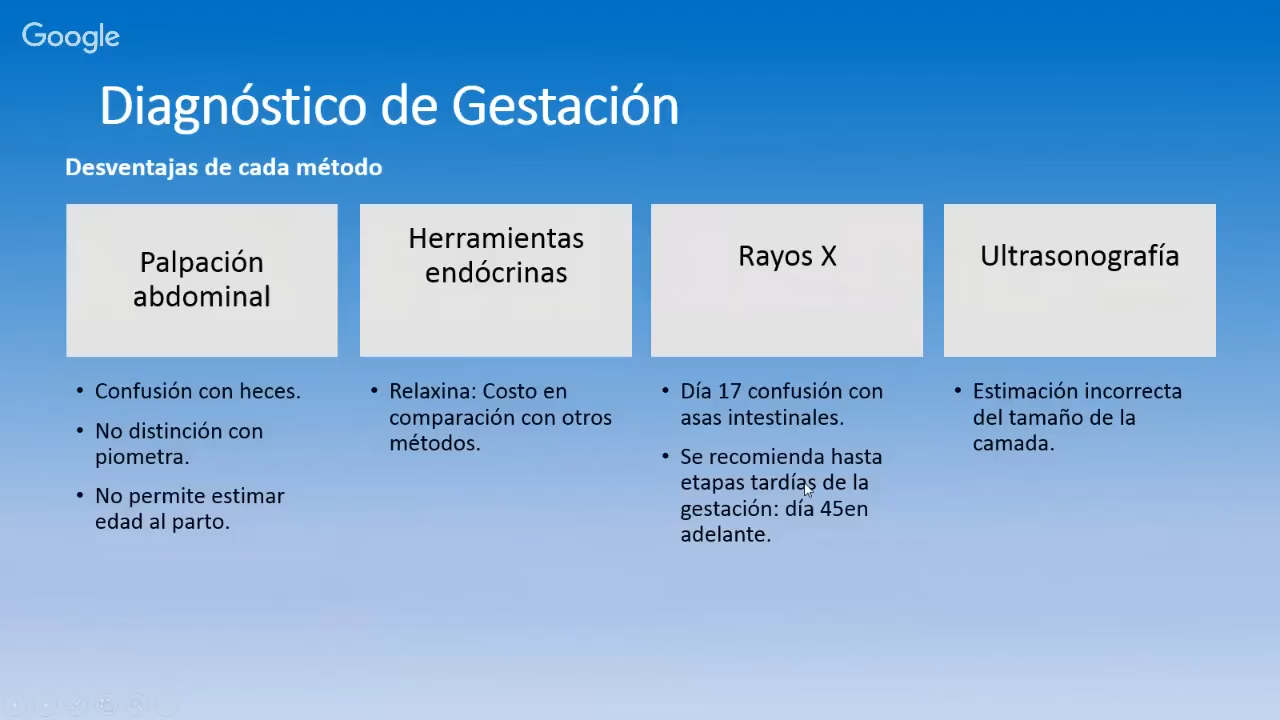 Google
Diagnóstico de Gestación
Desventajas de cada método
Palpación
abdominal
• Confusión con heces.
• No distinción con
piometra.
• No permite estimar
edad al parto.
Herramientas
endócrinas
• Relaxina: Costo en
comparación con otros
métodos.
Rayos X
• Día 17 confusión con
asas intestinales.
• Se recomienda hasta
etapas tardías de la
gestación: día 45en
adelante.
Ultrasonografía
• Estimación incorrecta
del tamaño de la
camada.